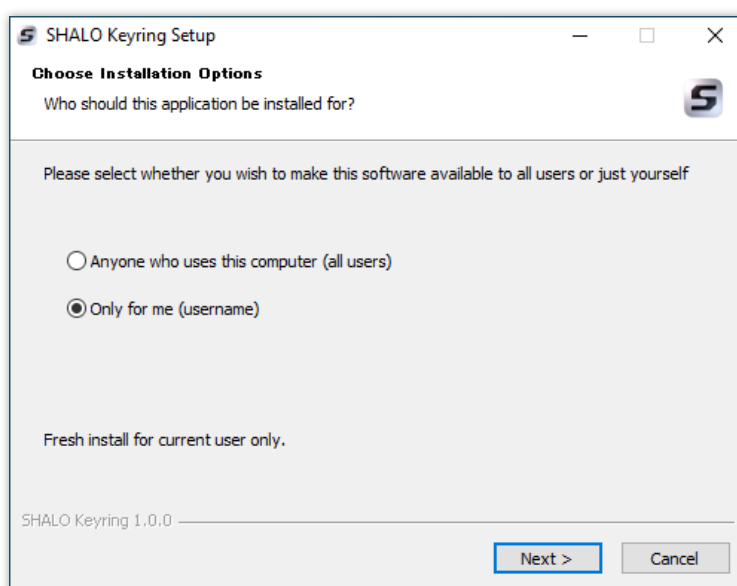 SHALO Keyring Setup
Choose Installation Options
Who should this application be installed for?
Please select whether you wish to make this software available to all users or just yourself
Anyone who uses this computer (all users)
Only for me (username)
Fresh install for current user only.
SHALO Keyring 1.0.0
Next >
Cancel